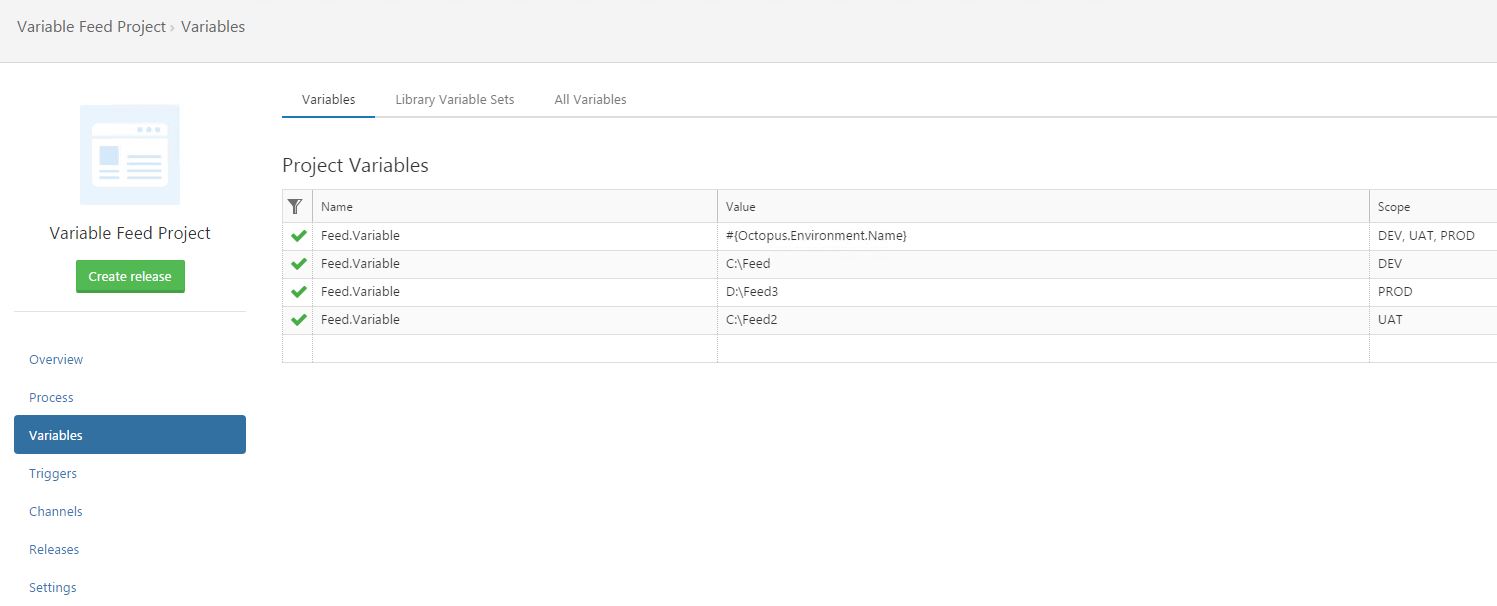 Variable Feed Project › Variables
Variable Feed Project
Create release
Overview
Process
Variables
Triggers
Channels
Releases
Settings
Variables Library Variable Sets All Variables
Project Variables
Name Value Scope
Feed.Variable #{Octopus.Environment.Name} DEV, UAT, PROD
Feed.Variable C:\Feed DEV
Feed.Variable D:\Feed3 PROD
Feed.Variable C:\Feed2 UAT